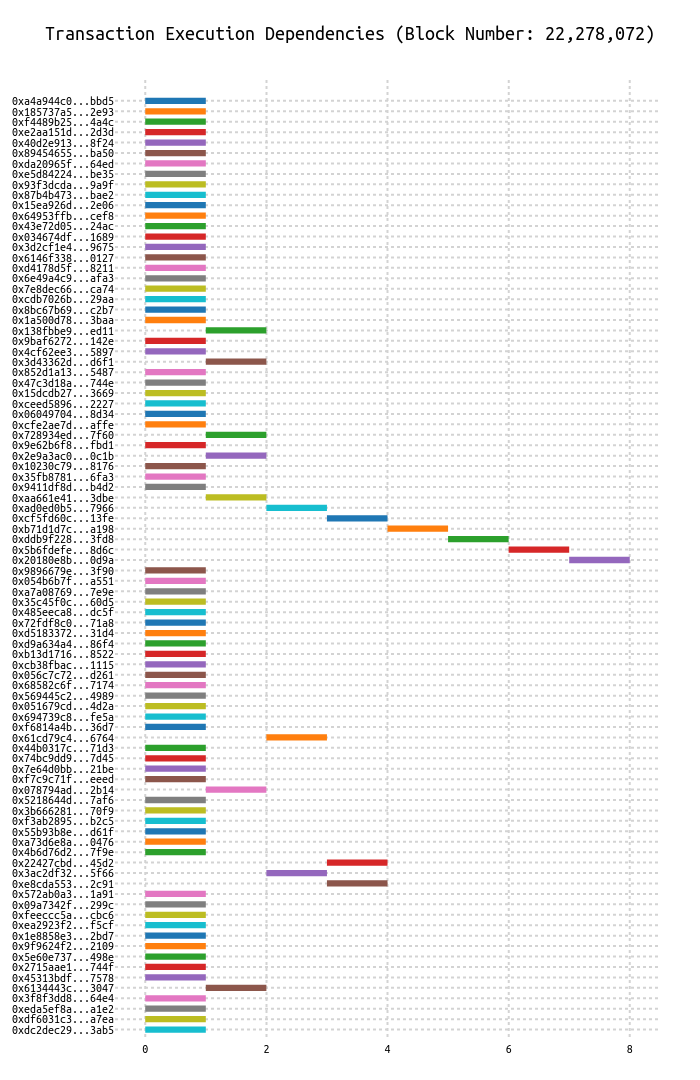 Transaction Execution Dependencies (Block Number: 22,278,072)
0xa4a944c0...bbd5
0x185737a5...2e93
0xf4489b25...4a4c
0xe2aa151d...2d3d
0x40d2e913...8f24
0x89454655...ba50
0xda20965f...64ed
0xe5d84224...be35
0x93f3dcda...9a9f
0x87b4b473...bae2
0x15ea926d...2e06
0x64953ffb...cef8
0x43e72d05...24ac
0x034674df...1689
0x3d2cf1e4...9675
0x6146f338...0127
0xd4178d5f...8211
0x6e49a4c9...afa3
0x7e8dec66...ca74
0xcdb7026b...29aa
0x8bc67b69...c2b7
0x1a500d78...3baa
0x138fbbe9...ed11
0x9baf6272...142e
0x4cf62ee3...5897
0x3d43362d...d6f1
0x852d1a13...5487
0x47c3d18a...744e
0x15dcdb27...3669
0xceed5896...2227
0x06049704...8d34
0xcfe2ae7d...affe
0x728934ed...7f60
0x9e62b6f8...fbd1
0x2e9a3ac0...0c1b
0x10230c79...8176
0x35fb8781...6fa3
0x9411df8d...b4d2
0xaa661e41...3dbe
0xad0ed0b5...7966
0xcf5fd60c...13fe
0xb71d1d7c...a198
0xddb9f228...3fd8
0x5b6fdefe...8d6c
0x20180e8b...0d9a
0x9896679e...3f90
0x054b6b7f...a551
0xa7a08769...7e9e
0x35c45f0c...60d5
0x485eeca8...dc5f
0x72fdf8c0...71a8
0xd5183372...31d4
0xd9a634a4...86f4
0xb13d1716...8522
0xcb38fbac...1115
0x056c7c72...d261
0x68582c6f...7174
0x569445c2...4989
0x051679cd...4d2a
0x694739c8...fe5a
0xf6814a4b...36d7
0x61cd79c4...6764
0x44b0317c...71d3
0x74bc9dd9...7d45
0x7e64d0bb...21be
0xf7c9c71f...eeed
0x078794ad...2b14
0x5218644d...7af6
0x3b666281...70f9
0xf3ab2895...b2c5
0x55b93b8e...d61f
0xa73d6e8a...0476
0x4b6d76d2...7f9e
0x22427cbd...45d2
0x3ac2df32...5f66
0xe8cda553...2c91
0x572ab0a3...1a91
0x09a7342f...299c
0xfeeccc5a...cbc6
0xea2923f2...f5cf
0x1e8858e3...2bd7
0x9f9624f2...2109
0x5e60e737...498e
0x2715aae1...744f
0x45313bdf...7578
0x6134443c...3047
0x3f8f3dd8...64e4
0xeda5ef8a...a1e2
0xdf6031c3...a7ea
0xdc2dec29...3ab5
0 2 4 6 8